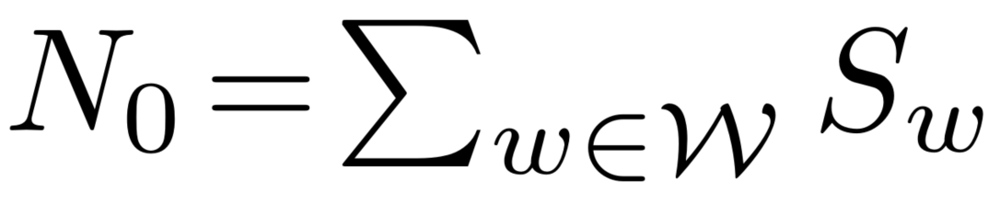 $N_0 = \sum_{w \in \mathcal{W}} S_w$